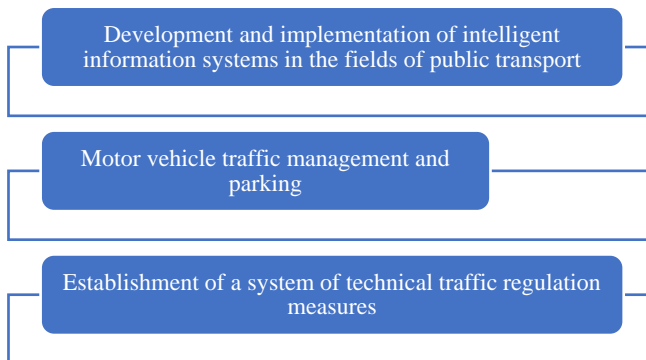 Development and implementation of intelligent
information systems in the fields of public transport
Motor vehicle traffic management and
parking
Establishment of a system of technical traffic regulation
measures